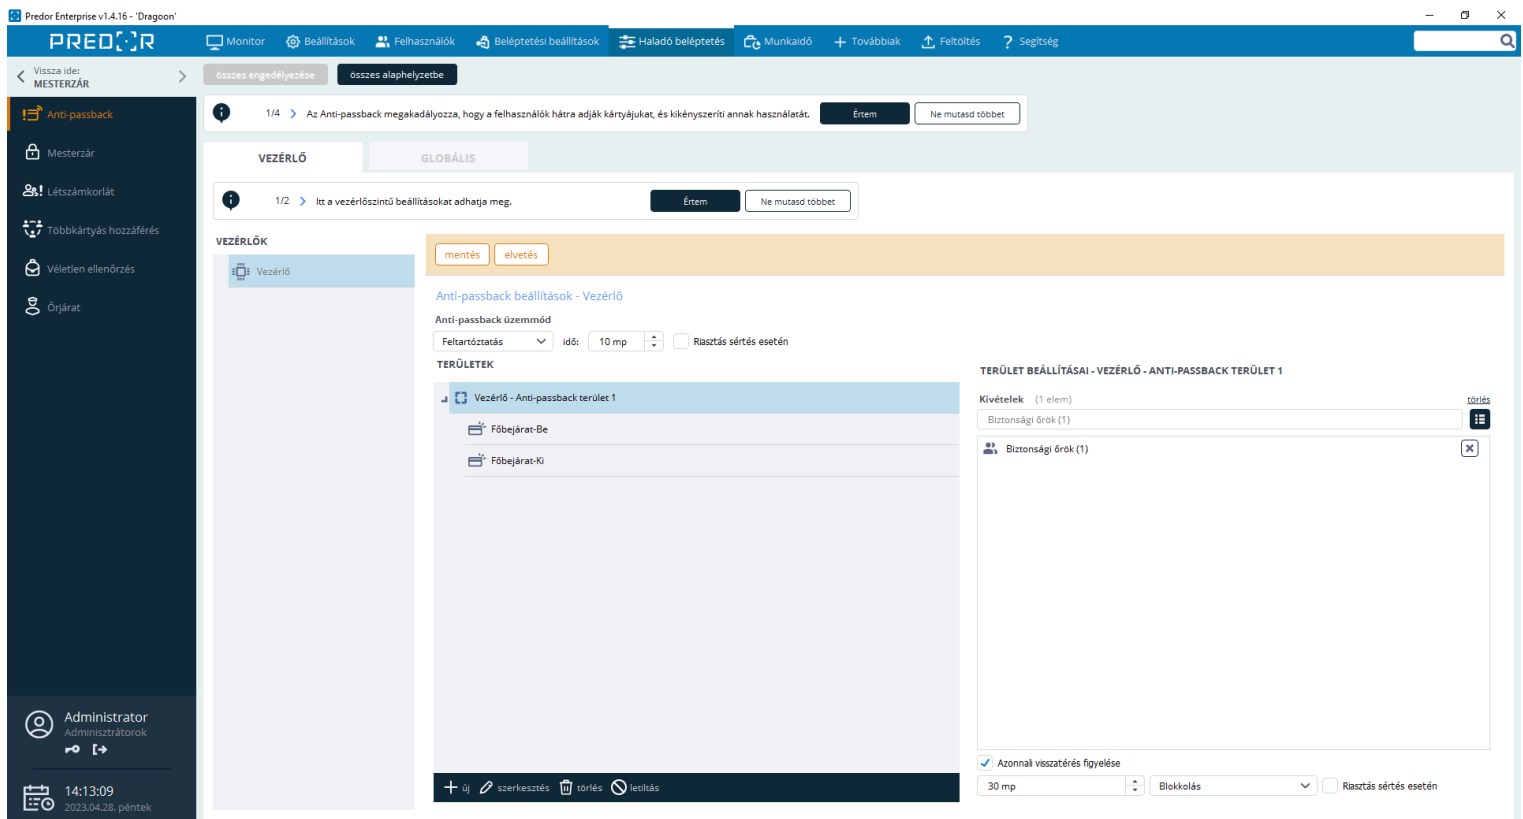 Predor Enterprise v1.4.16 - 'Dragoon'
PREDOR Monitor Beállítások Felhasználók Beléptetési beállítások Haladó beléptetés Munkaidő Továbbiak Feltöltés ? Segítség
Vissza ide:
MESTERZÁR
összes engedélyezése összes alaphelyzetbe
Anti-passback
Mesterzár
Létszámkorlát
Többkártyás hozzáférés
Véletlen ellenőrzés
Őrjárat
1/4 Az Anti-passback megakadályozza, hogy a felhasználók hátra adják kártyájukat, és kikényszeríti annak használatát. Értem Ne mutasd többet
VEZÉRLŐ GLOBÁLIS
1/2 Itt a vezérlőszintű beállításokat adhatja meg. Értem Ne mutasd többet
VEZÉRLŐK
Vezérlő
mentés elvetés
Anti-passback beállítások - Vezérlő
Anti-passback üzemmód
Feltartóztatás idő: 10 mp Riasztás sértés esetén
TERÜLETEK
Vezérlő - Anti-passback terület 1
Főbejárat-Be
Főbejárat-Ki
új szerkesztés törlés letiltás
TERÜLET BEÁLLÍTÁSAI - VEZÉRLŐ - ANTI-PASSBACK TERÜLET 1
Kivételek (1 elem) törlés
Biztonsági őrök (1)
Biztonsági őrök (1)
Azonnali visszatérés figyelése
30 mp Blokkolás Riasztás sértés esetén
Administrator
Adminisztrátorok
14:13:09
2023.04.28. péntek